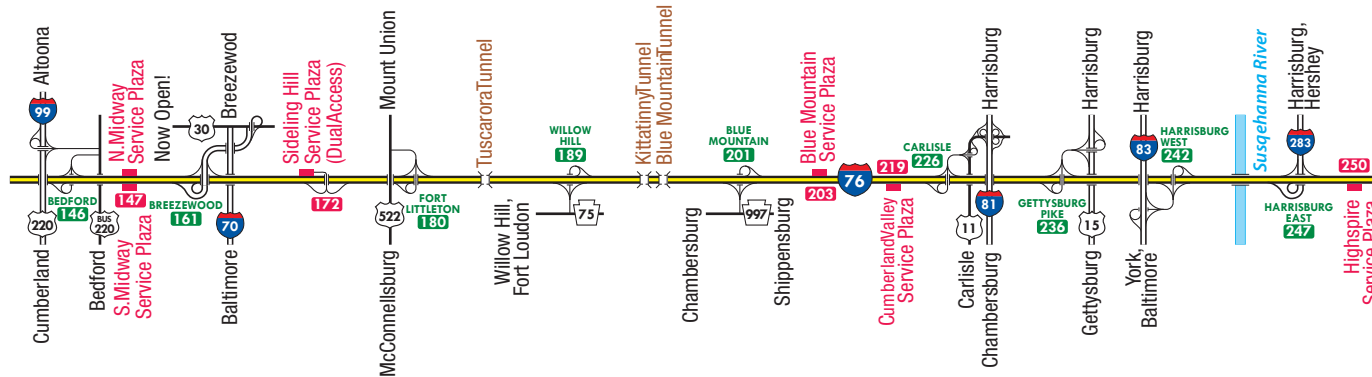 Altoona
99
220
Cumberland
BEDFORD
146
BUS
220
Bedford
N.Midway
Service Plaza
Now Open!
147
S.Midway
Service Plaza
BREEZEWOOD
161
30
Breezewod
70
Baltimore
Sideling Hill
Service Plaza
(DualAccess)
172
Mount Union
522
McConnellsburg
FORT
LITTLETON
180
TuscaroraTunnel
WILLOW
HILL
189
75
Willow Hill,
Fort Loudon
KittatinnyTunnel
Blue MountainTunnel
BLUE
MOUNTAIN
201
997
Chambersburg
Shippensburg
Blue Mountain
Service Plaza
203
76
219
CumberlandValley
Service Plaza
CARLISLE
226
11
Carlisle
Harrisburg
81
Chambersburg
GETTYSBURG
PIKE
236
Harrisburg
15
Gettysburg
Harrisburg
83
York,
Baltimore
HARRISBURG
WEST
242
Susqehanna River
Harrisburg,
Hershey
283
HARRISBURG
EAST
247
250
Highspire
Service Plaza